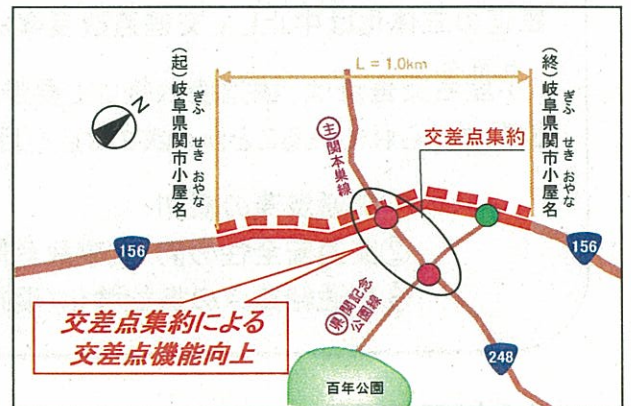 L = 1.0km
(起)岐阜県関市小屋名
ぎふ せき おやな
(終)岐阜県関市小屋名
ぎふ せき おやな
N
主 関本巣線
交差点集約
156
156
県 関記念
公園線
交差点集約による
交差点機能向上
248
百年公園